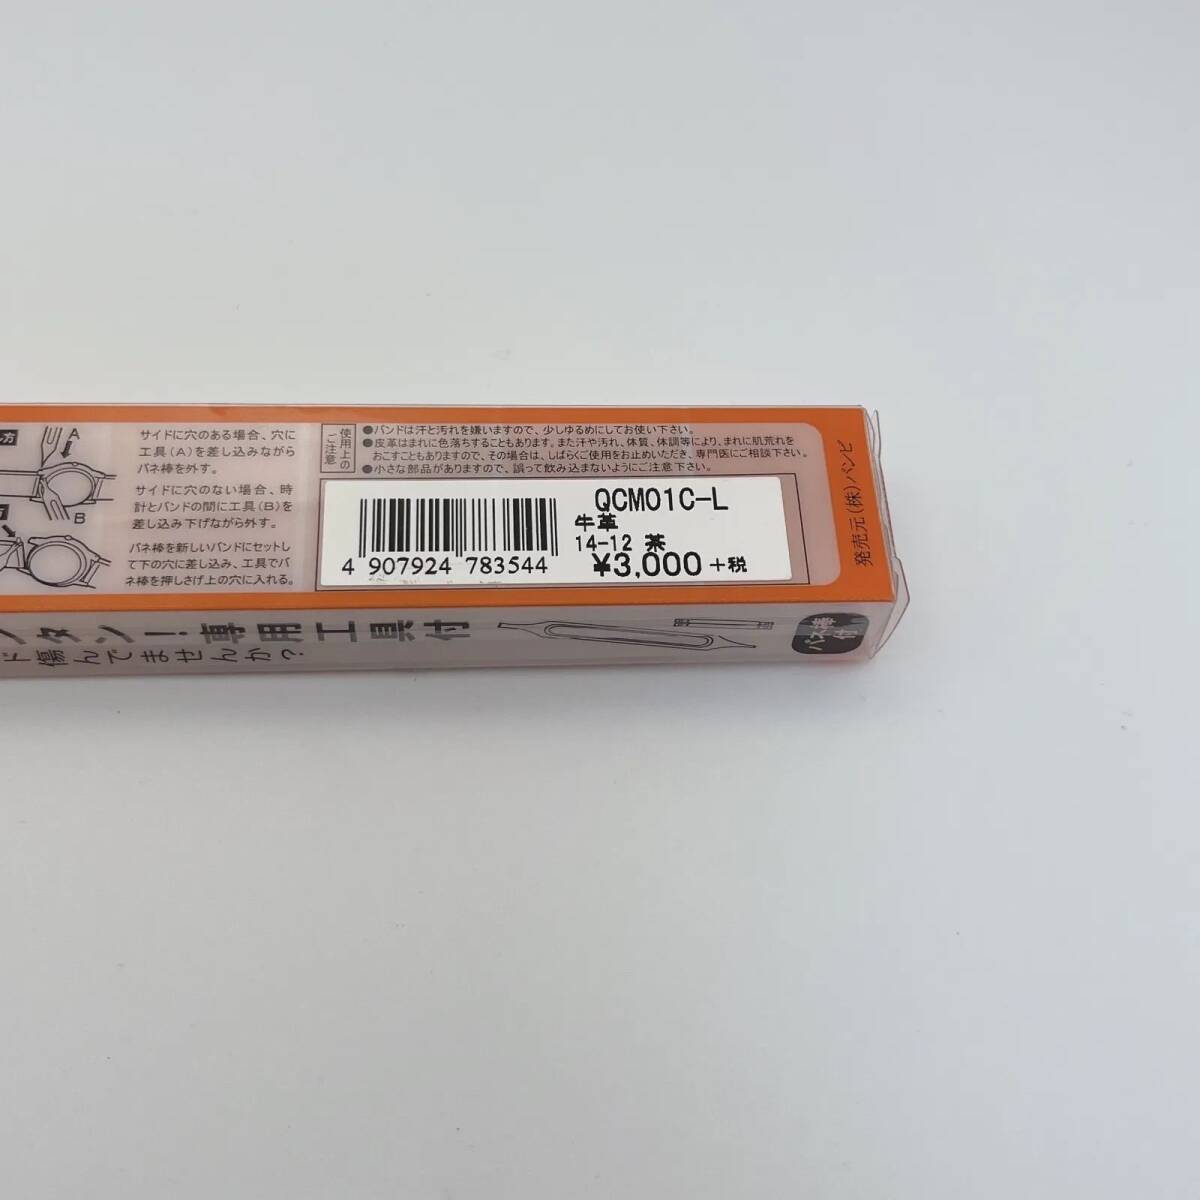 方
A
B
サイドに穴のある場合、穴に
工具(A)を差し込みながら
バネ棒を外す。
サイドに穴のない場合、時
計とバンドの間に工具(B)を
差し込み下げながら外す。
バネ棒を新しいバンドにセットし
て下の穴に差し込み、工具でバ
ネ棒を押しさげ上の穴に入れる。
使用上の
ご注意
●バンドは汗と汚れを嫌いますので、少しゆるめにしてお使い下さい。
●皮革はまれに色落ちすることもあります。また汗や汚れ、体質、体調等により、まれに肌荒れを
おこすこともありますので、その場合は、しばらくご使用をお止めいただき、専門医にご相談下さい。
●小さな部品がありますので、誤って飲み込まないようにご注意下さい。
QCM01C-L
牛革
14-12 茶
¥3,000 +税
4 907924 783544
発売元(株)バンビ
ンタン!専用工具付
ド傷んでませんか?
バネ棒
付